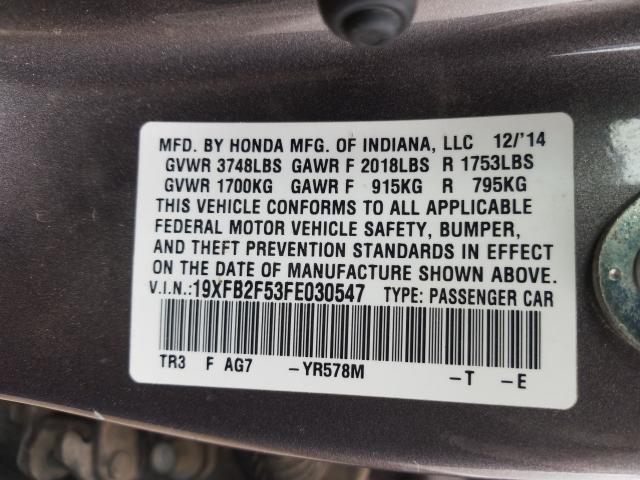 MFD. BY HONDA MFG. OF INDIANA, LLC 12/'14
GVWR 3748LBS GAWR F 2018LBS R 1753LBS
GVWR 1700KG GAWR F 915KG R 795KG
THIS VEHICLE CONFORMS TO ALL APPLICABLE
FEDERAL MOTOR VEHICLE SAFETY, BUMPER,
AND THEFT PREVENTION STANDARDS IN EFFECT
ON THE DATE OF MANUFACTURE SHOWN ABOVE.
V.I.N.:19XFB2F53FE030547 TYPE: PASSENGER CAR
TR3 F AG7 –YR578M –T –E